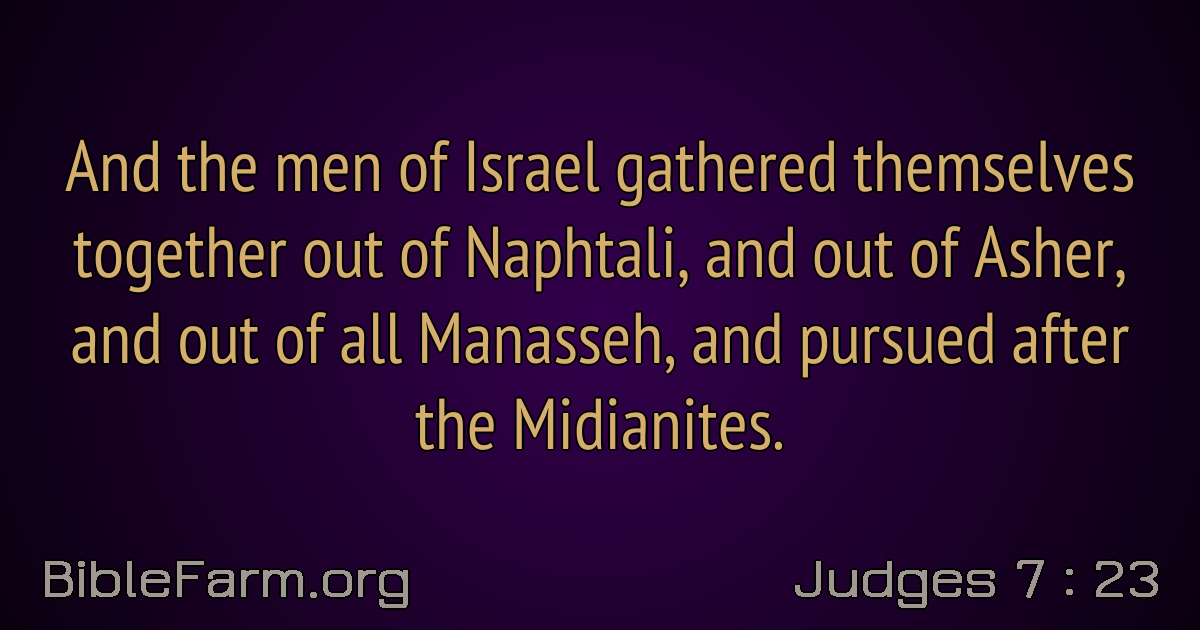 And the men of Israel gathered themselves
together out of Naphtali, and out of Asher,
and out of all Manasseh, and pursued after
the Midianites.
BibleFarm.org
Judges 7 : 23